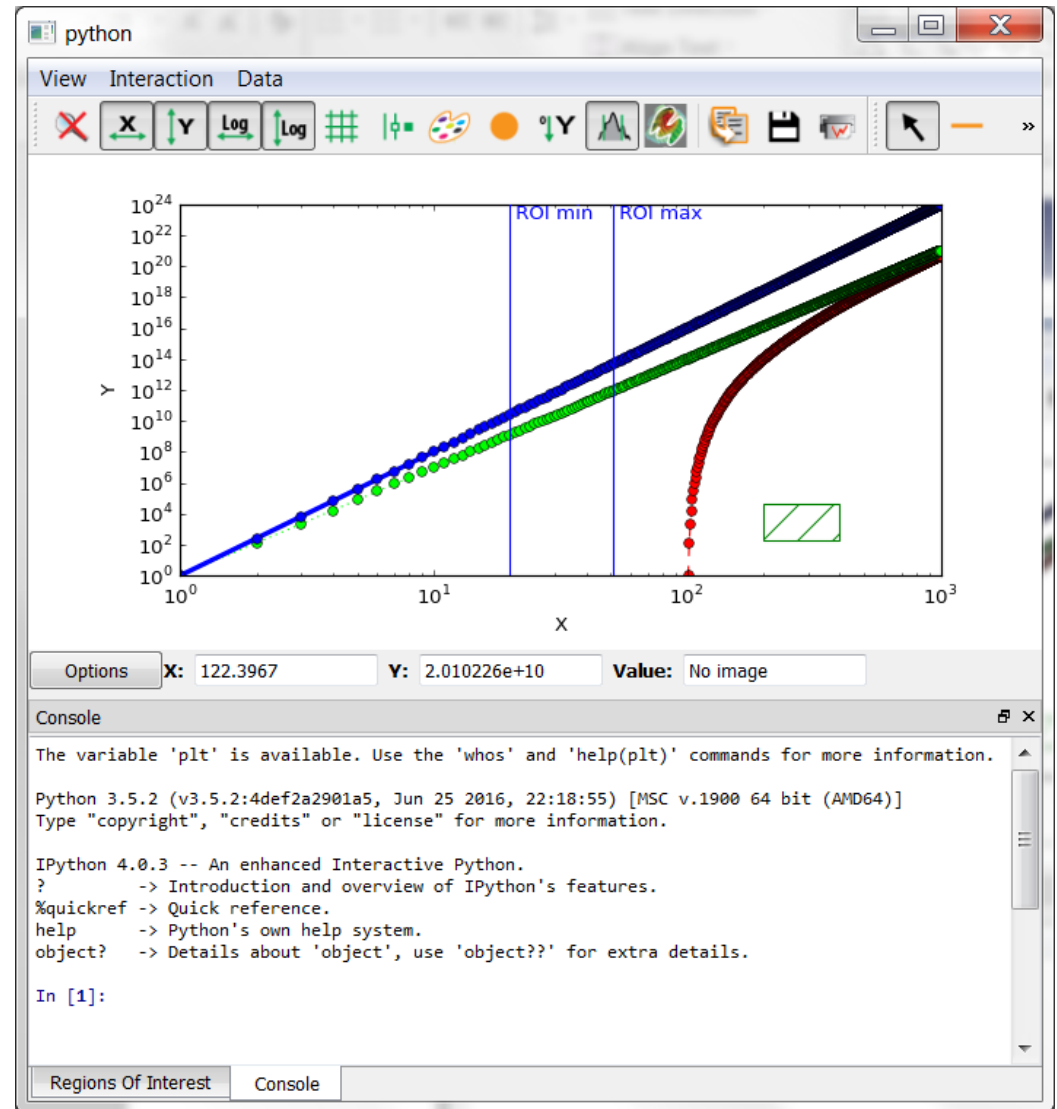 python
View Interaction Data
X Y Log Log Y »
10^24 ROI min ROI max
10^22
10^20
10^18
10^16
10^14
10^12
10^10
10^8
10^6
10^4
10^2
10^0
Y
10^0 10^1 10^2 10^3
X
Options X: 122.3967 Y: 2.010226e+10 Value: No image
Console
The variable 'plt' is available. Use the 'whos' and 'help(plt)' commands for more information.
Python 3.5.2 (v3.5.2:4def2a2901a5, Jun 25 2016, 22:18:55) [MSC v.1900 64 bit (AMD64)]
Type "copyright", "credits" or "license" for more information.
IPython 4.0.3 -- An enhanced Interactive Python.
? -> Introduction and overview of IPython's features.
%quickref -> Quick reference.
help -> Python's own help system.
object? -> Details about 'object', use 'object??' for extra details.
In [1]:
Regions Of Interest Console